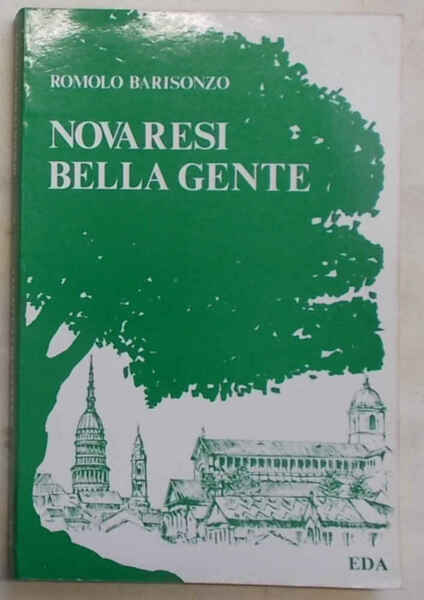 ROMOLO BARISONZO
NOVARESI
BELLA GENTE
EDA